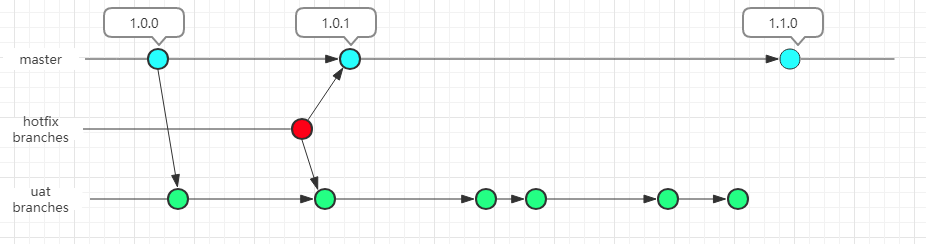 1.0.0
1.0.1
1.1.0
master
hotfix
branches
uat
branches